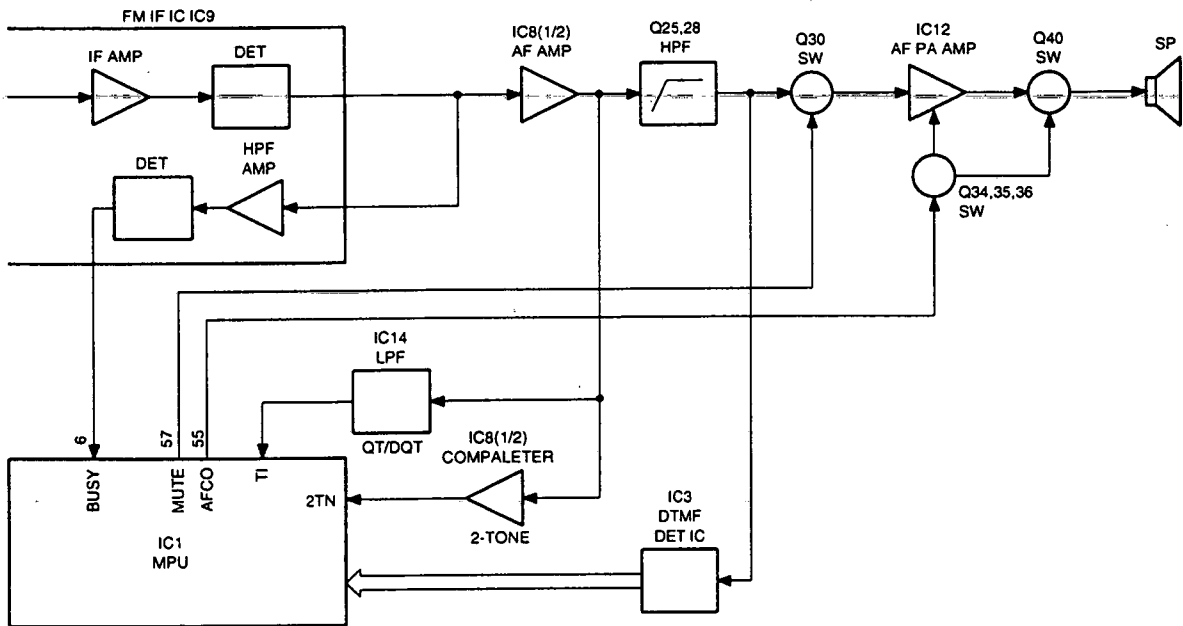 FM IF IC IC9
IF AMP
DET
IC8(1/2)
AF AMP
Q25,28
HPF
Q30
SW
IC12
AF PA AMP
Q40
SW
SP
DET
HPF
AMP
Q34,35,36
SW
IC14
LPF
QT/DQT
IC8(1/2)
COMPALETER
2-TONE
IC3
DTMF
DET IC
6
57
55
BUSY
MUTE
AFCO
TI
2TN
IC1
MPU